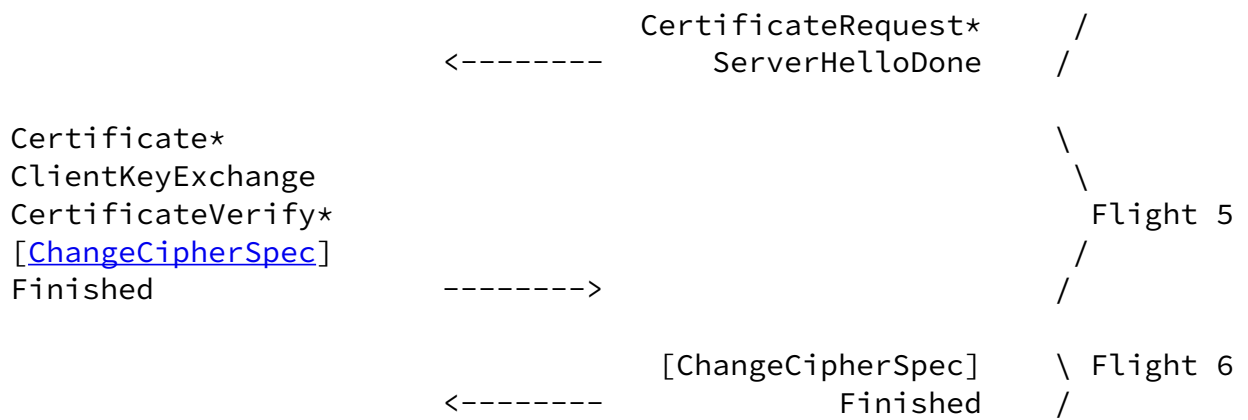 CertificateRequest* /
<-------- ServerHelloDone /
Certificate* \
ClientKeyExchange \
CertificateVerify* Flight 5
[ChangeCipherSpec] /
Finished --------> /
[ChangeCipherSpec] \ Flight 6
<-------- Finished /